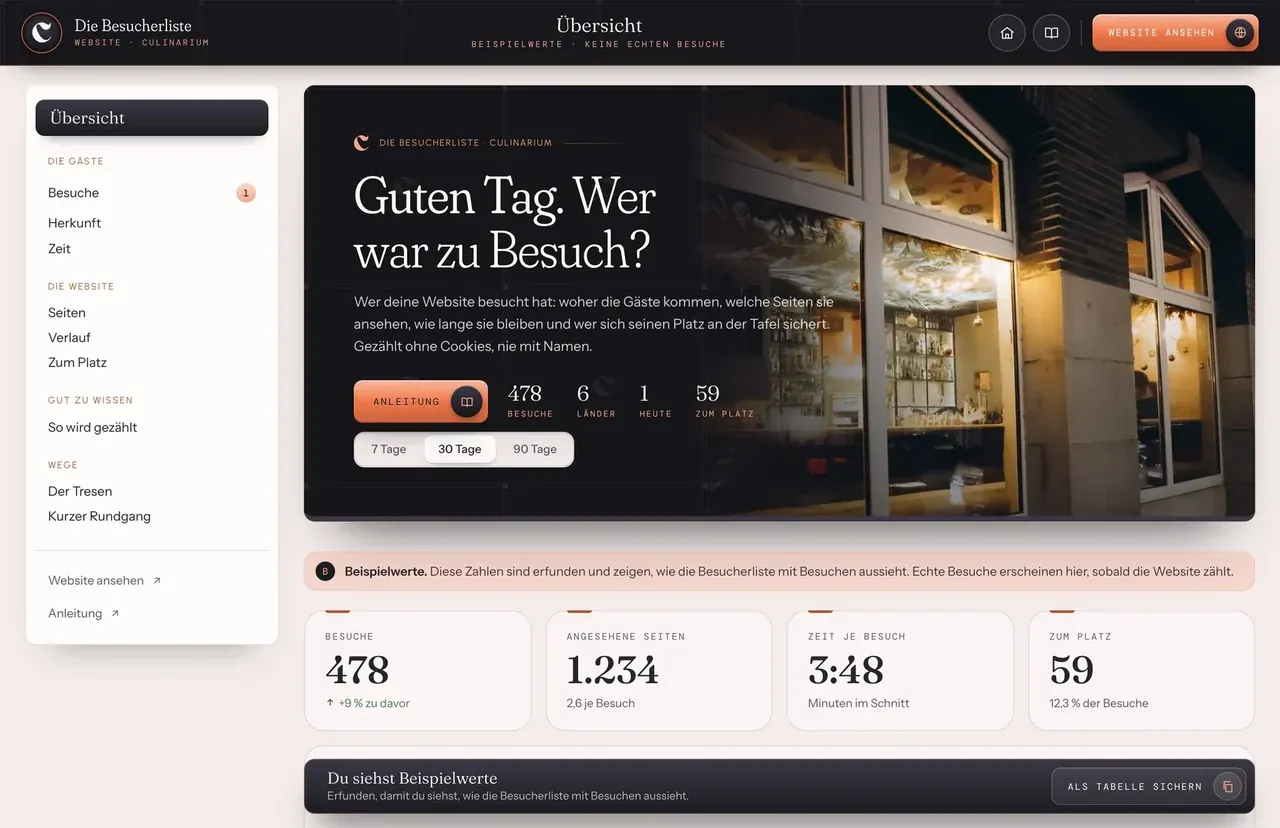 Die Besucherliste
WEBSITE · CULINARIUM
Übersicht
BEISPIELWERTE · KEINE ECHTEN BESUCHE
WEBSITE ANSEHEN
Übersicht
DIE GÄSTE
Besuche 1
Herkunft
Zeit
DIE WEBSITE
Seiten
Verlauf
Zum Platz
GUT ZU WISSEN
So wird gezählt
WEGE
Der Tresen
Kurzer Rundgang
Website ansehen ↗
Anleitung ↗
DIE BESUCHERLISTE · CULINARIUM
Guten Tag. Wer
war zu Besuch?
Wer deine Website besucht hat: woher die Gäste kommen, welche Seiten sie
ansehen, wie lange sie bleiben und wer sich seinen Platz an der Tafel sichert.
Gezählt ohne Cookies, nie mit Namen.
ANLEITUNG
478 6 1 59
BESUCHE LÄNDER HEUTE ZUM PLATZ
7 Tage 30 Tage 90 Tage
B Beispielwerte. Diese Zahlen sind erfunden und zeigen, wie die Besucherliste mit Besuchen aussieht. Echte Besuche erscheinen hier, sobald die Website zählt.
BESUCHE
478
↑ +9 % zu davor
ANGESEHENE SEITEN
1.234
2,6 je Besuch
ZEIT JE BESUCH
3:48
Minuten im Schnitt
ZUM PLATZ
59
12,3 % der Besuche
Du siehst Beispielwerte
Erfunden, damit du siehst, wie die Besucherliste mit Besuchen aussieht.
ALS TABELLE SICHERN